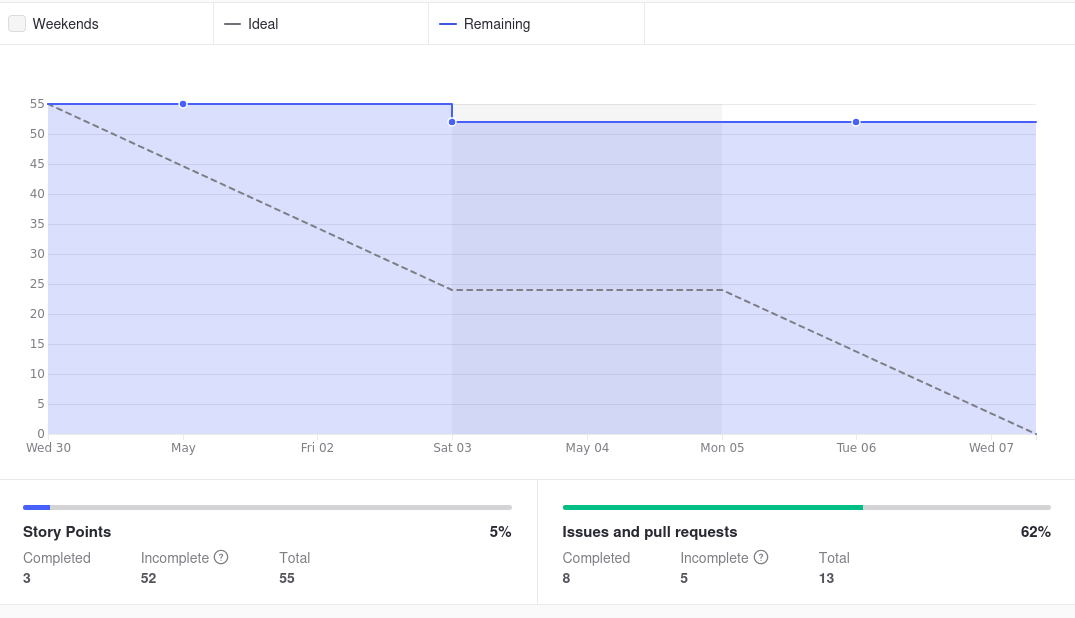 Weekends Ideal Remaining
55
50
45
40
35
30
25
20
15
10
5
0
Wed 30 May Fri 02 Sat 03 May 04 Mon 05 Tue 06 Wed 07
Story Points 5%
Completed Incomplete ? Total
3 52 55
Issues and pull requests 62%
Completed Incomplete ? Total
8 5 13